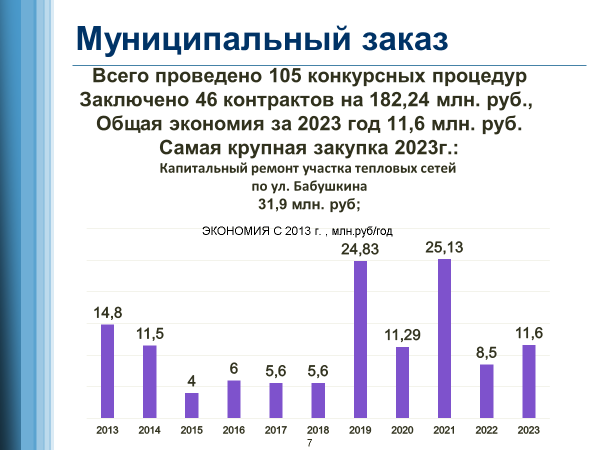 Муниципальный заказ
Всего проведено 105 конкурсных процедур
Заключено 46 контрактов на 182,24 млн. руб.,
Общая экономия за 2023 год 11,6 млн. руб.
Самая крупная закупка 2023г.:
Капитальный ремонт участка тепловых сетей
по ул. Бабушкина
31,9 млн. руб;
ЭКОНОМИЯ С 2013 г. , млн.руб/год
14,8
11,5
4
6
5,6
5,6
24,83
11,29
25,13
8,5
11,6
2013 2014 2015 2016 2017 2018 2019 2020 2021 2022 2023
7